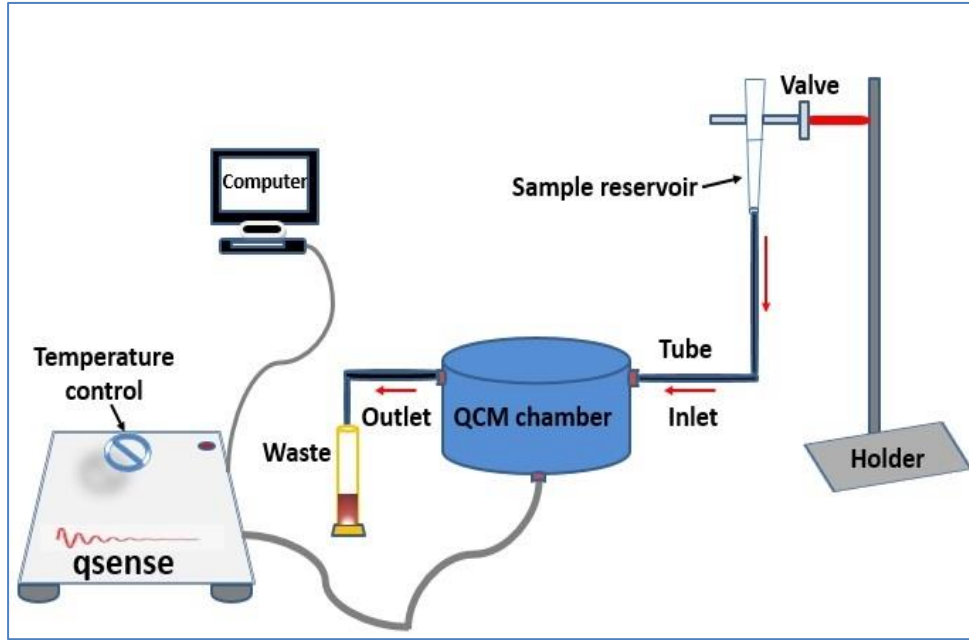 Valve
Computer
Sample reservoir
Temperature
control
Tube
Outlet
QCM chamber
Inlet
Waste
Holder
qsense